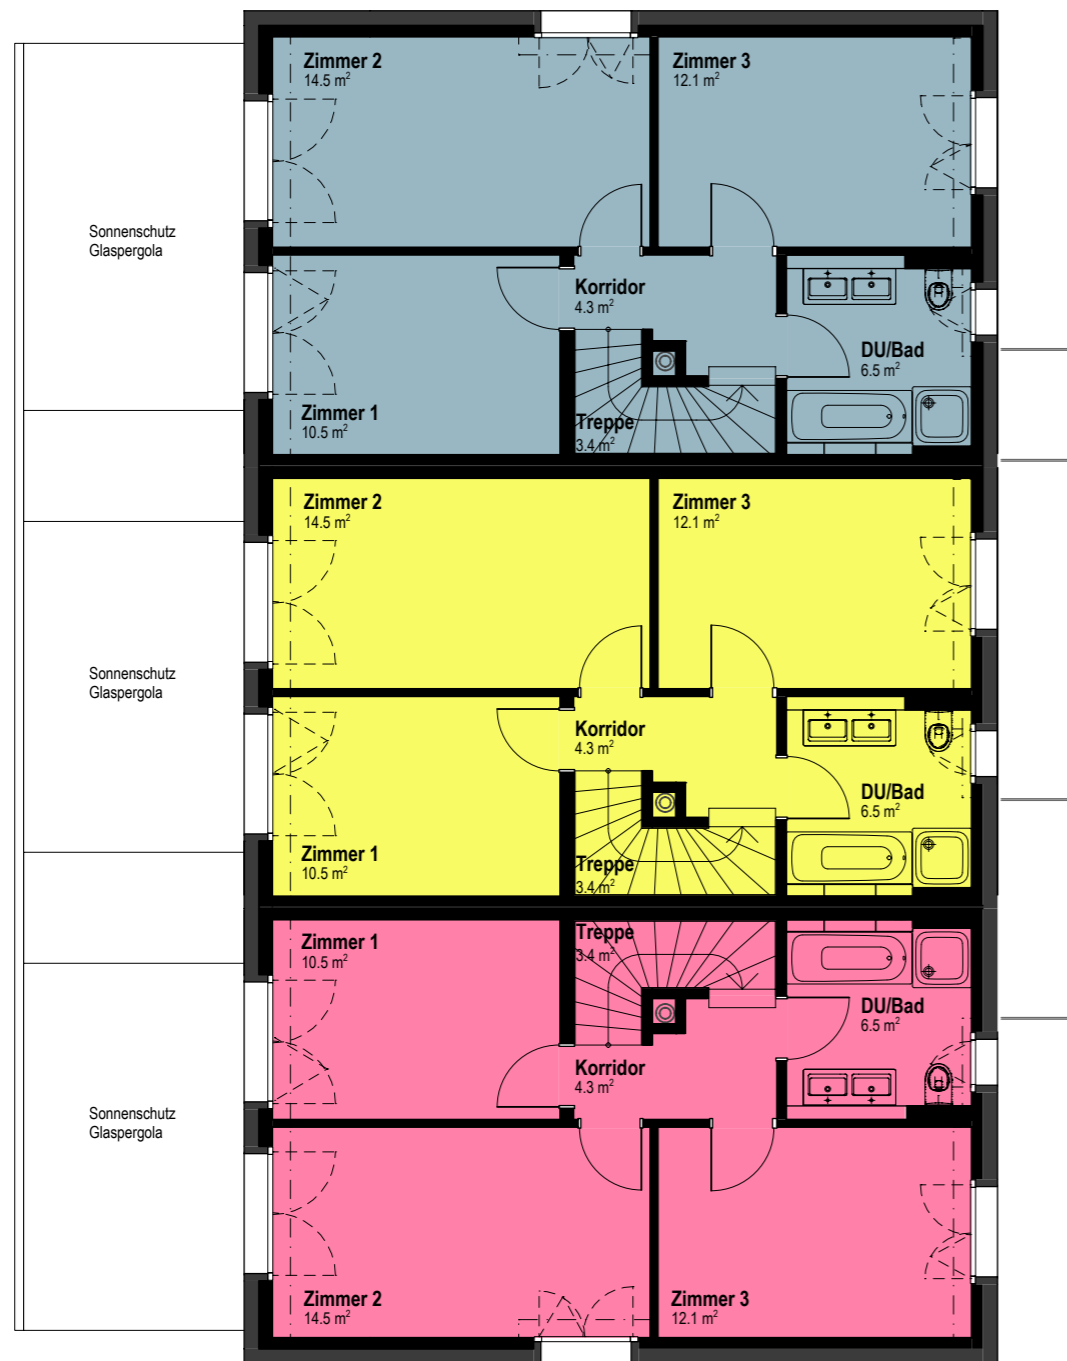 Zimmer 2
14.5 m²
Zimmer 3
12.1 m²
Sonnenschutz
Glaspergola
Korridor
4.3 m²
DU/Bad
6.5 m²
Zimmer 1
10.5 m²
Treppe
3.4 m²
Zimmer 2
14.5 m²
Zimmer 3
12.1 m²
Sonnenschutz
Glaspergola
Korridor
4.3 m²
DU/Bad
6.5 m²
Zimmer 1
10.5 m²
Treppe
3.4 m²
Zimmer 1
10.5 m²
Treppe
3.4 m²
DU/Bad
6.5 m²
Korridor
4.3 m²
Sonnenschutz
Glaspergola
Zimmer 2
14.5 m²
Zimmer 3
12.1 m²